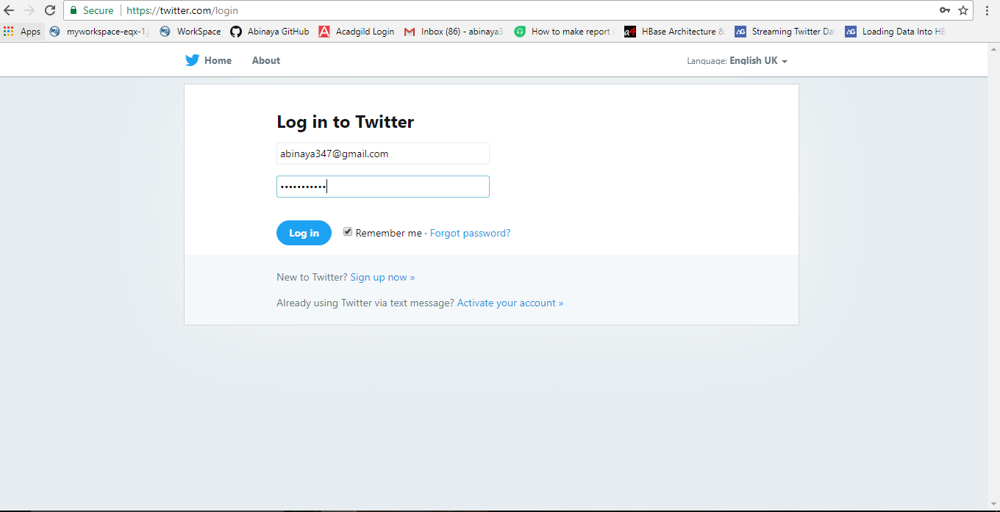 Secure https://twitter.com/login
Apps myworkspace-eqx-1.j WorkSpace Abinaya GitHub Acadgild Login Inbox (86) - abinaya3 How to make report HBase Architecture & Streaming Twitter Da Loading Data Into HB
Home About Language: English UK
Log in to Twitter
abinaya347@gmail.com
•••••••••••
Log in Remember me · Forgot password?
New to Twitter? Sign up now »
Already using Twitter via text message? Activate your account »